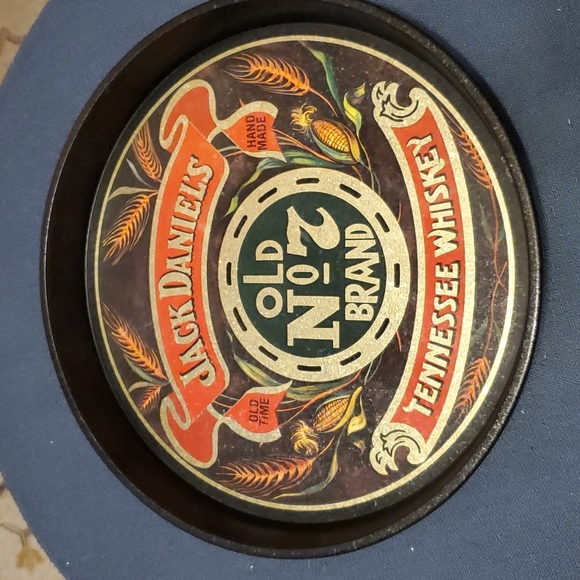 JACK DANIEL'S
OLD TIME
HAND MADE
OLD
No 7
BRAND
TENNESSEE WHISKEY